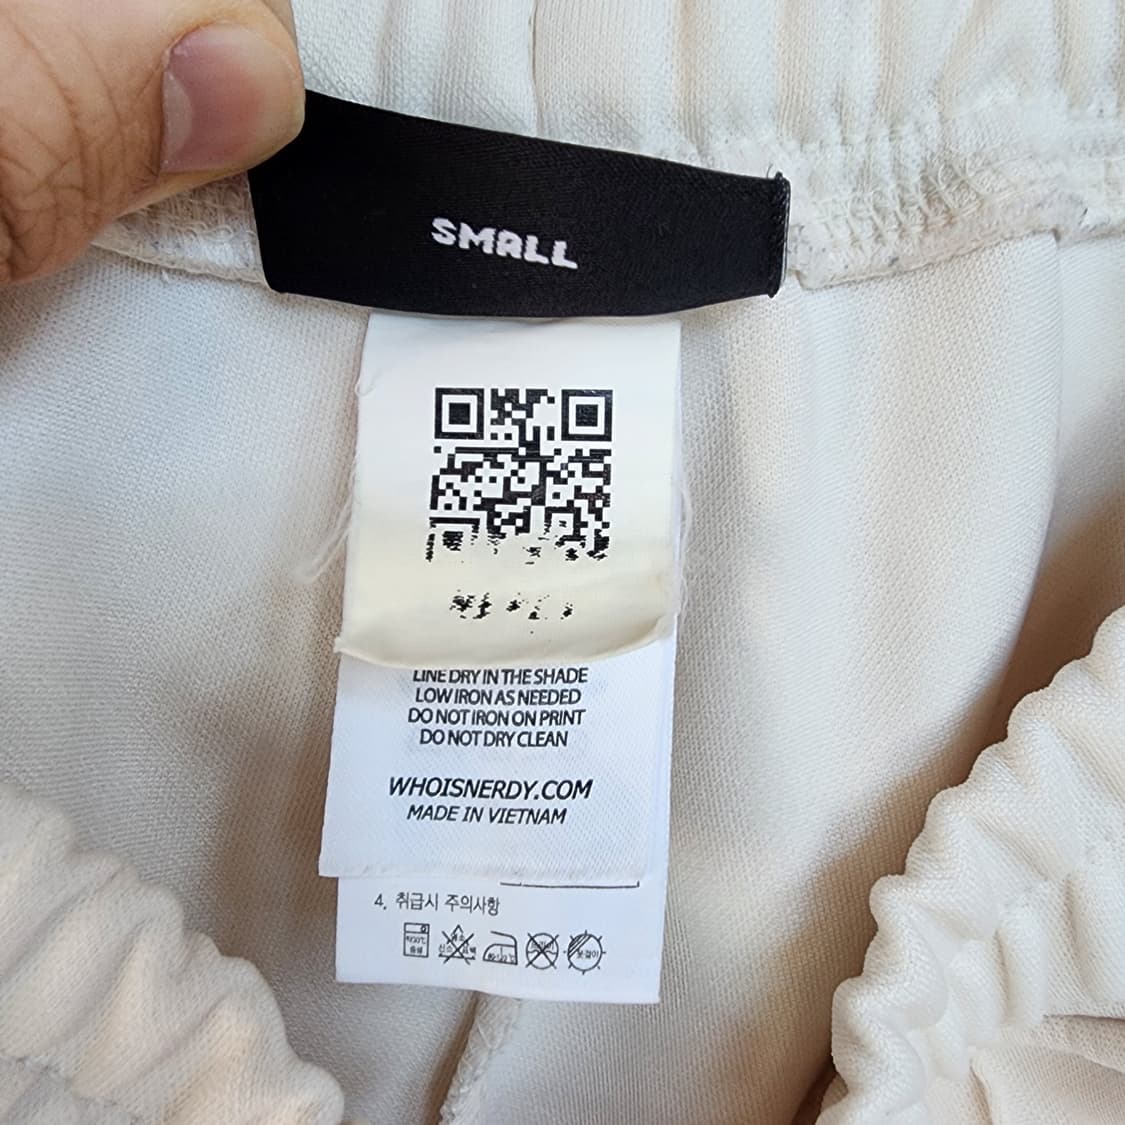 SMALL
LINE DRY IN THE SHADE
LOW IRON AS NEEDED
DO NOT IRON ON PRINT
DO NOT DRY CLEAN
WHOISNERDY.COM
MADE IN VIETNAM
4. 취급시 주의사항